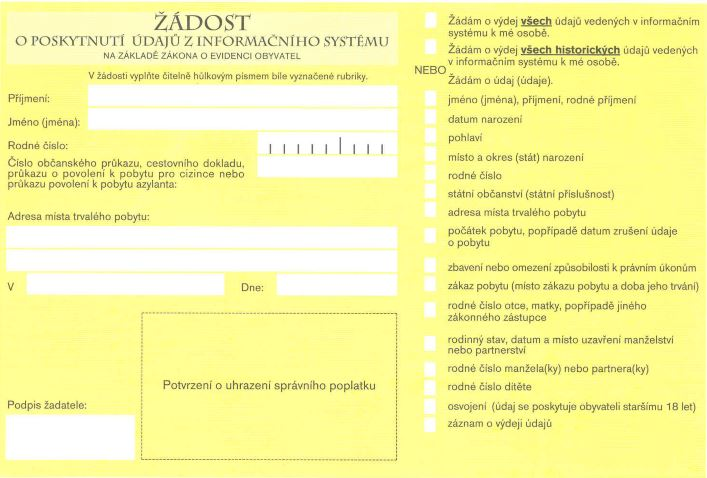 ŽÁDOST
O POSKYTNUTÍ ÚDAJŮ Z INFORMAČNÍHO SYSTÉMU
NA ZÁKLADĚ ZÁKONA O EVIDENCI OBYVATEL
V žádosti vyplňte čitelně hůlkovým písmem bíle vyznačené rubriky.
Příjmení:
Jméno (jména):
Rodné číslo:
Číslo občanského průkazu, cestovního dokladu,
průkazu o povolení k pobytu pro cizince nebo
průkazu povolení k pobytu azylanta:
Adresa místa trvalého pobytu:
V
Dne:
Potvrzení o uhrazení správního poplatku
Podpis žadatele:
Žádám o výdej všech údajů vedených v informačním
systému k mé osobě.
Žádám o výdej všech historických údajů vedených
v informačním systému k mé osobě.
NEBO
Žádám o údaj (údaje).
jméno (jména), příjmení, rodné příjmení
datum narození
pohlaví
místo a okres (stát) narození
rodné číslo
státní občanství (státní příslušnost)
adresa místa trvalého pobytu
počátek pobytu, popřípadě datum zrušení údaje
o pobytu
zbavení nebo omezení způsobilosti k právním úkonům
zákaz pobytu (místo zákazu pobytu a doba jeho trvání)
rodné číslo otce, matky, popřípadě jiného
zákonného zástupce
rodinný stav, datum a místo uzavření manželství
nebo partnerství
rodné číslo manžela(ky) nebo partnera(ky)
rodné číslo dítěte
osvojení (údaj se poskytuje obyvateli staršímu 18 let)
záznam o výdeji údajů